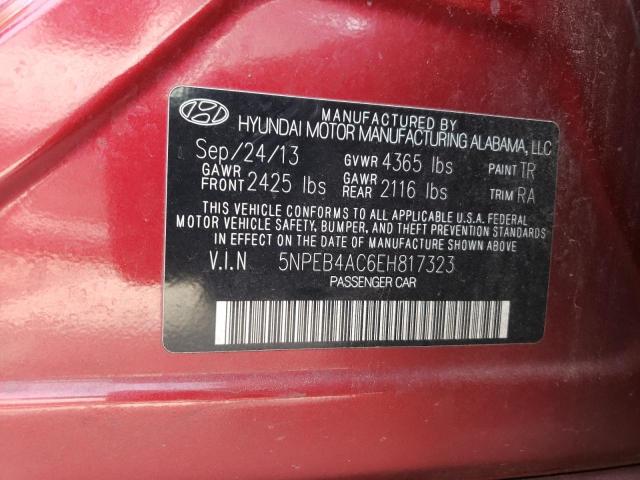 MANUFACTURED BY
HYUNDAI MOTOR MANUFACTURING ALABAMA, LLC
Sep/24/13 GVWR 4365 lbs PAINT TR
GAWR FRONT 2425 lbs GAWR REAR 2116 lbs TRIM RA
THIS VEHICLE CONFORMS TO ALL APPLICABLE U.S.A. FEDERAL
MOTOR VEHICLE SAFETY, BUMPER, AND THEFT PREVENTION STANDARDS
IN EFFECT ON THE DATE OF MANUFACTURE SHOWN ABOVE.
V.I.N 5NPEB4AC6EH817323
PASSENGER CAR